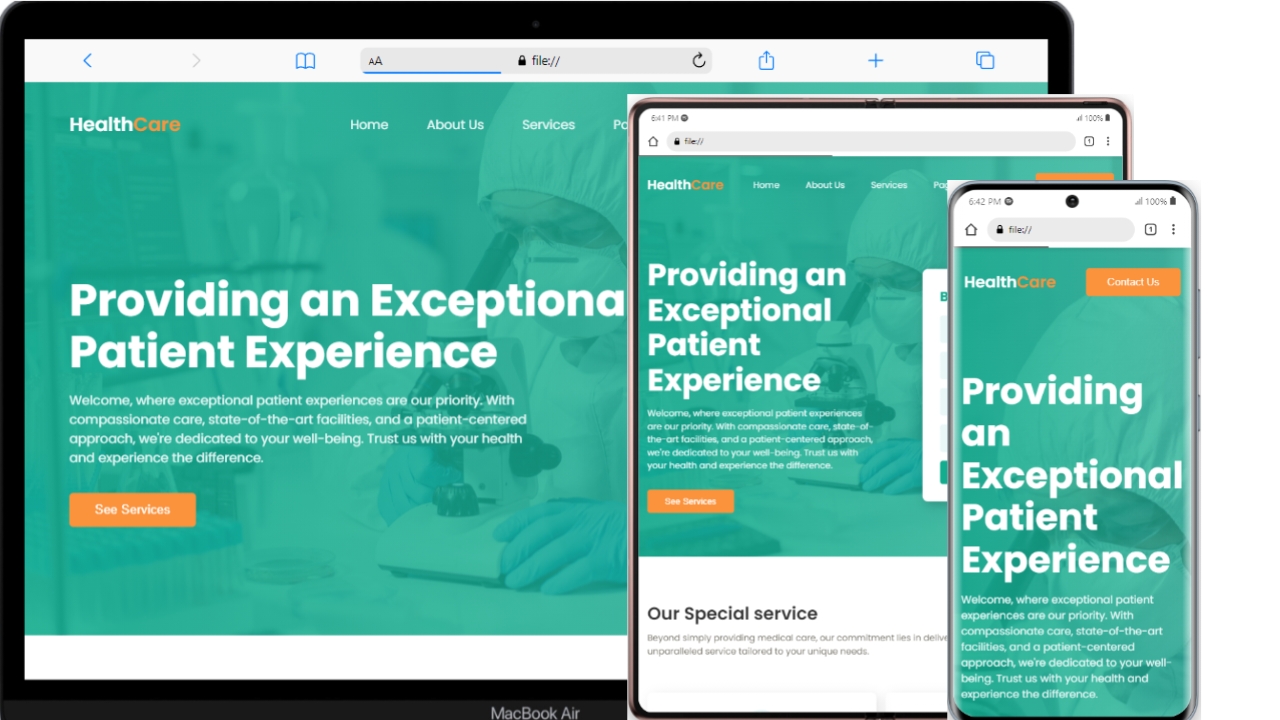 AA file://
HealthCare
Home About Us Services
Providing an Exceptiona
Patient Experience
Welcome, where exceptional patient experiences are our priority. With
compassionate care, state-of-the-art facilities, and a patient-centered
approach, we're dedicated to your well-being. Trust us with your health
and experience the difference.
See Services
MacBook Air
6:41 PM 100%
file:// 1
HealthCare
Home About Us Services
Providing an
Exceptional
Patient
Experience
Welcome, where exceptional patient experiences
are our priority. With compassionate care, state-of-
the-art facilities, and a patient-centered approach,
we're dedicated to your well-being. Trust us with
your health and experience the difference.
See Services
Our Special service
Beyond simply providing medical care, our commitment lies in delive
unparalleled service tailored to your unique needs.
6:42 PM 100%
file:// 1
HealthCare
Contact Us
Providing
an
Exceptional
Patient
Experience
Welcome, where exceptional patient
experiences are our priority. With
compassionate care, state-of-the-art
facilities, and a patient-centered
approach, we're dedicated to your well-
being. Trust us with your health and
experience the difference.